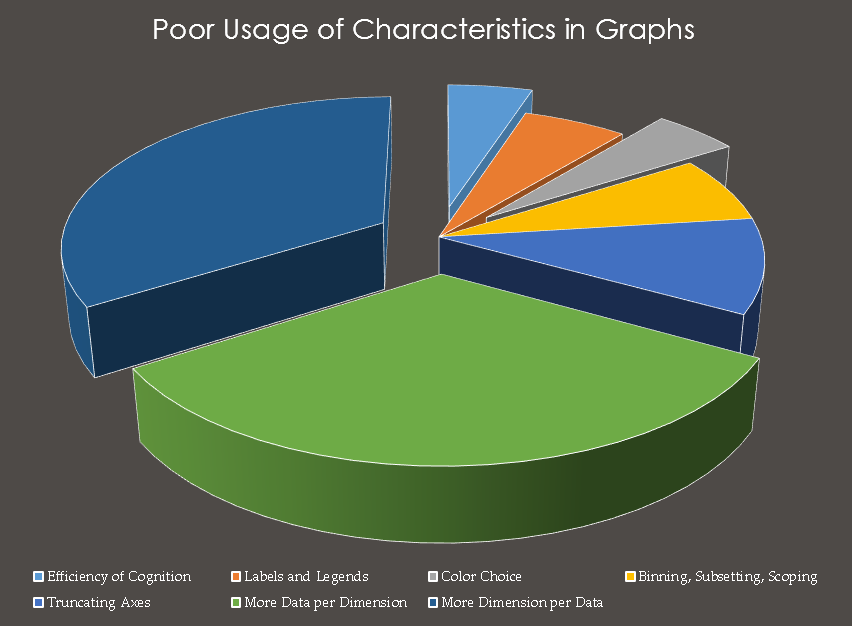 Poor Usage of Characteristics in Graphs
Efficiency of Cognition
Labels and Legends
Color Choice
Binning, Subsetting, Scoping
Truncating Axes
More Data per Dimension
More Dimension per Data